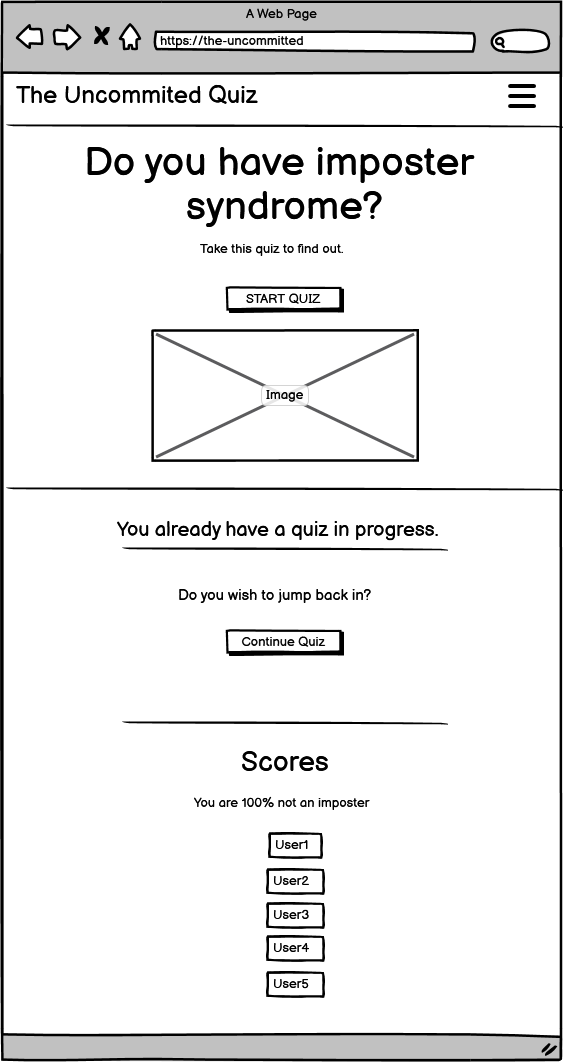 A Web Page
https://the-uncommitted
The Uncommited Quiz
Do you have imposter
syndrome?
Take this quiz to find out.
START QUIZ
Image
You already have a quiz in progress.
Do you wish to jump back in?
Continue Quiz
Scores
You are 100% not an imposter
User1
User2
User3
User4
User5